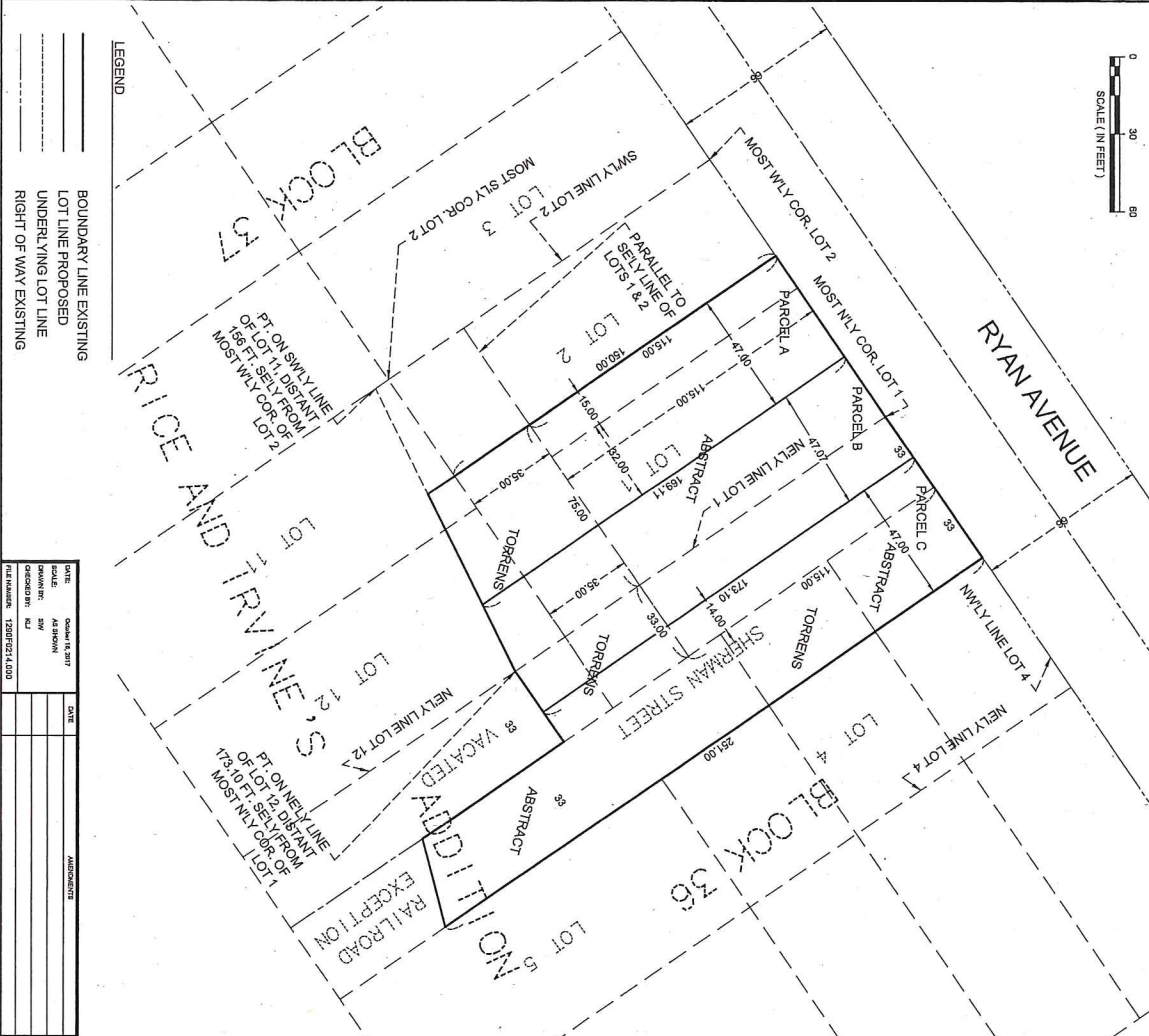 0
30
60
SCALE ( IN FEET )
RYAN AVENUE
66
66
MOST W'LY COR. LOT 2
MOST N'LY COR. LOT 1
NW'LY LINE LOT 4
NE'LY LINE LOT 4
SW'LY LINE LOT 2
MOST S'LY COR. LOT 2
PARALLEL TO
SE'LY LINE OF
LOTS 1 & 2
BLOCK 37
LOT 3
LOT 2
LOT 1
PARCEL A
PARCEL B
PARCEL C
47.00
47.07
47.00
33
33
115.00
150.00
115.00
15.00
32.00
35.00
75.00
169.11
ABSTRACT
NE'LY LINE LOT 1
ABSTRACT
115.00
TORRENS
173.10
14.00
33.00
35.00
TORRENS
TORRENS
SHERMAN STREET
VACATED
33
251.00
33
ABSTRACT
LOT 4
BLOCK 36
LOT 5
RAILROAD
EXCEPTION
PT. ON SW'LY LINE
OF LOT 11, DISTANT
156 FT. SE'LY FROM
MOST W'LY COR. OF
LOT 2
LOT 11
LOT 12
NE'LY LINE LOT 12
PT. ON NE'LY LINE
OF LOT 12, DISTANT
173.10 FT. SE'LY FROM
MOST N'LY COR. OF
LOT 1
RICE AND IRVINE'S ADDITION
LEGEND
BOUNDARY LINE EXISTING
LOT LINE PROPOSED
UNDERLYING LOT LINE
RIGHT OF WAY EXISTING
DATE: October 18, 2017
SCALE: AS SHOWN
DRAWN BY: SIW
CHECKED BY: KLJ
FILE NUMBER: 1290F0214.000
DATE
AMENDMENTS